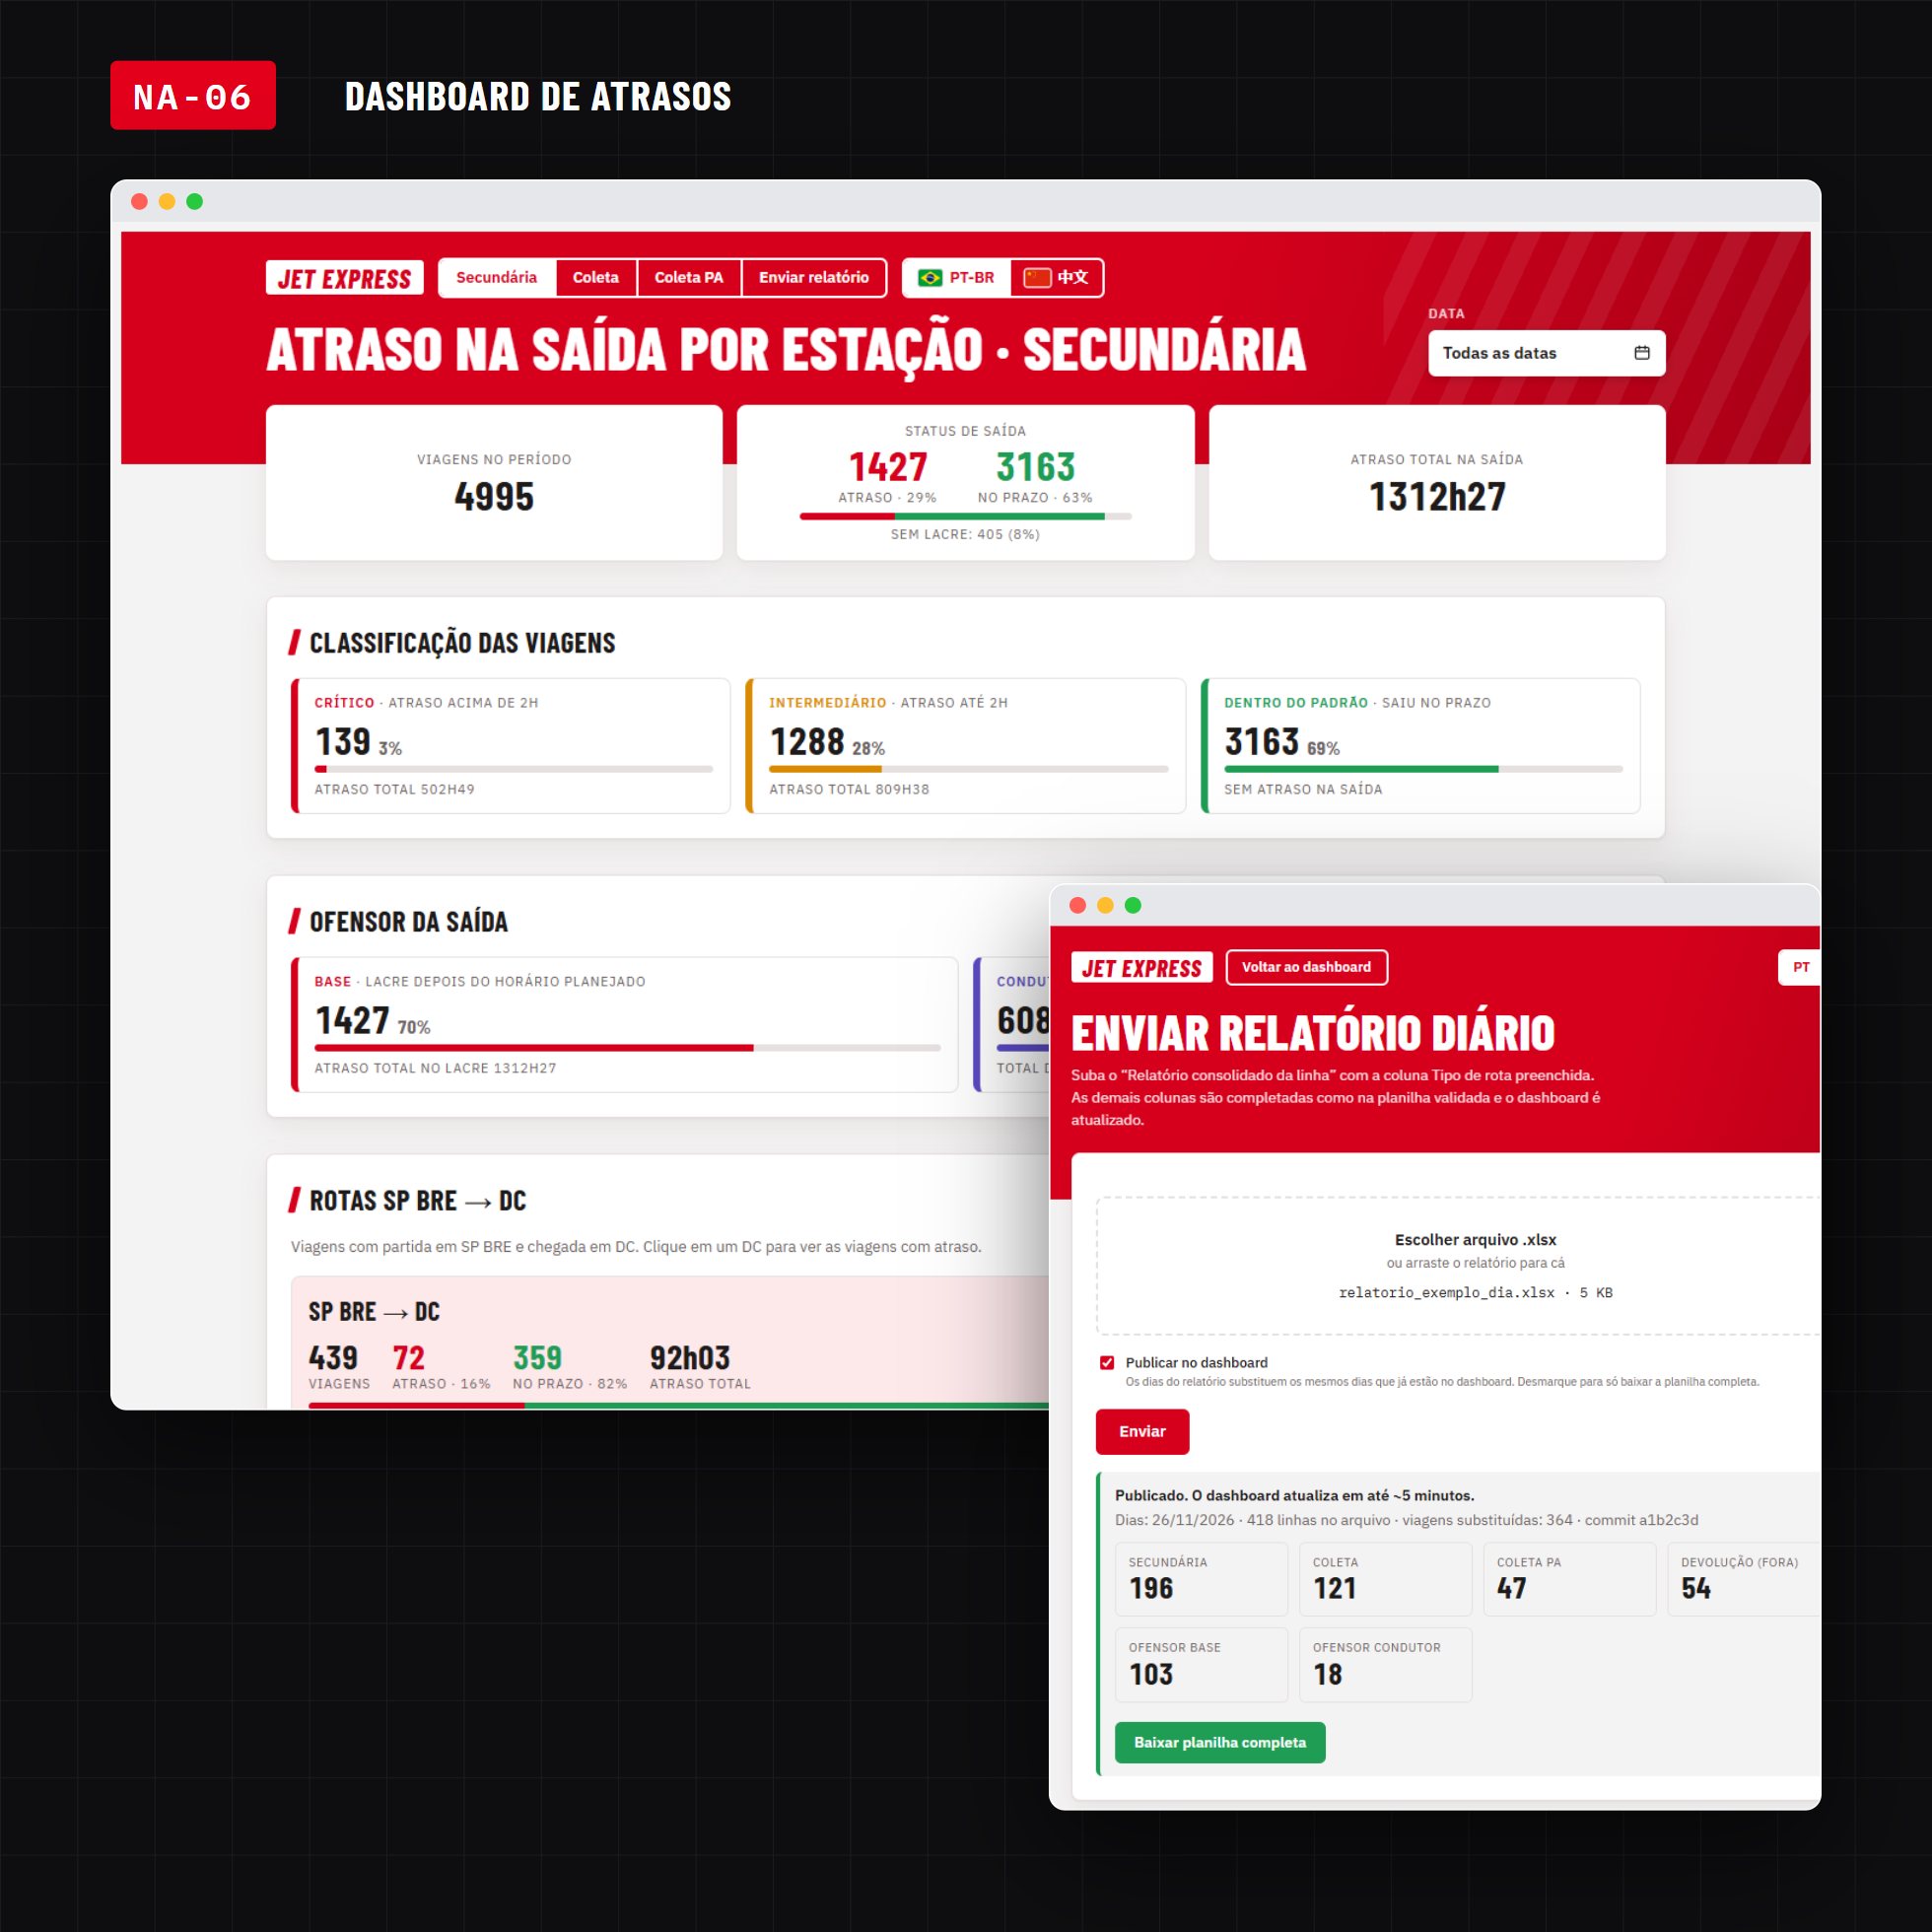 NA-06
DASHBOARD DE ATRASOS
JET EXPRESS
Secundária
Coleta
Coleta PA
Enviar relatório
PT-BR
中文
ATRASO NA SAÍDA POR ESTAÇÃO · SECUNDÁRIA
DATA
Todas as datas
VIAGENS NO PERÍODO
4995
STATUS DE SAÍDA
1427 3163
ATRASO · 29% NO PRAZO · 63%
SEM LACRE: 405 (8%)
ATRASO TOTAL NA SAÍDA
1312h27
CLASSIFICAÇÃO DAS VIAGENS
CRÍTICO · ATRASO ACIMA DE 2H
139 3%
ATRASO TOTAL 502H49
INTERMEDIÁRIO · ATRASO ATÉ 2H
1288 28%
ATRASO TOTAL 809H38
DENTRO DO PADRÃO · SAIU NO PRAZO
3163 69%
SEM ATRASO NA SAÍDA
OFENSOR DA SAÍDA
BASE · LACRE DEPOIS DO HORÁRIO PLANEJADO
1427 70%
ATRASO TOTAL NO LACRE 1312H27
608
TOTAL
ROTAS SP BRE → DC
Viagens com partida em SP BRE e chegada em DC. Clique em um DC para ver as viagens com atraso.
SP BRE → DC
439 72 359 92h03
VIAGENS ATRASO · 16% NO PRAZO · 82% ATRASO TOTAL
JET EXPRESS
Voltar ao dashboard
PT
ENVIAR RELATÓRIO DIÁRIO
Suba o "Relatório consolidado da linha" com a coluna Tipo de rota preenchida.
As demais colunas são completadas como na planilha validada e o dashboard é
atualizado.
Escolher arquivo .xlsx
ou arraste o relatório para cá
relatorio_exemplo_dia.xlsx · 5 KB
Publicar no dashboard
Os dias do relatório substituem os mesmos dias que já estão no dashboard. Desmarque para só baixar a planilha completa.
Enviar
Publicado. O dashboard atualiza em até ~5 minutos.
Dias: 26/11/2026 · 418 linhas no arquivo · viagens substituídas: 364 · commit a1b2c3d
SECUNDÁRIA COLETA COLETA PA DEVOLUÇÃO (FORA)
196 121 47 54
OFENSOR BASE OFENSOR CONDUTOR
103 18
Baixar planilha completa